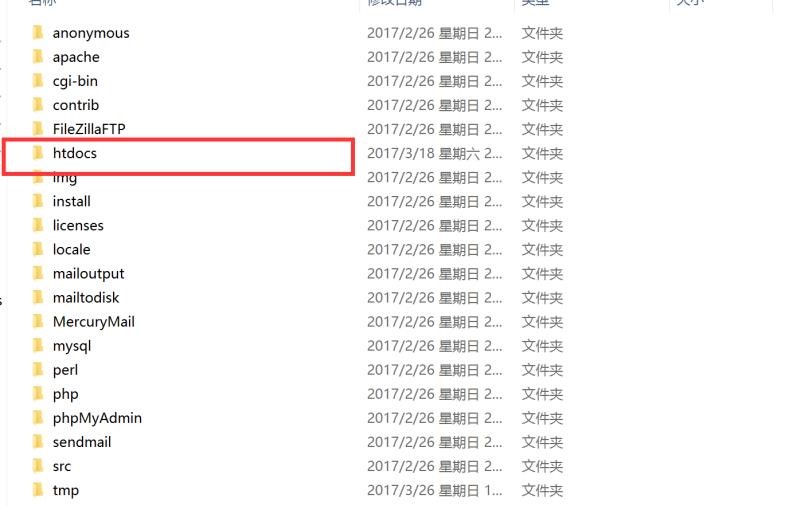 名称 修改日期 类型 大小
anonymous 2017/2/26 星期日 2... 文件夹
apache 2017/2/26 星期日 2... 文件夹
cgi-bin 2017/2/26 星期日 2... 文件夹
contrib 2017/2/26 星期日 2... 文件夹
FileZillaFTP 2017/2/26 星期日 2... 文件夹
htdocs 2017/3/18 星期六 2... 文件夹
img 2017/2/26 星期日 2... 文件夹
install 2017/2/26 星期日 2... 文件夹
licenses 2017/2/26 星期日 2... 文件夹
locale 2017/2/26 星期日 2... 文件夹
mailoutput 2017/2/26 星期日 2... 文件夹
mailtodisk 2017/2/26 星期日 2... 文件夹
MercuryMail 2017/2/26 星期日 2... 文件夹
mysql 2017/2/26 星期日 2... 文件夹
perl 2017/2/26 星期日 2... 文件夹
php 2017/2/26 星期日 2... 文件夹
phpMyAdmin 2017/2/26 星期日 2... 文件夹
sendmail 2017/2/26 星期日 2... 文件夹
src 2017/2/26 星期日 2... 文件夹
tmp 2017/3/26 星期日 1... 文件夹